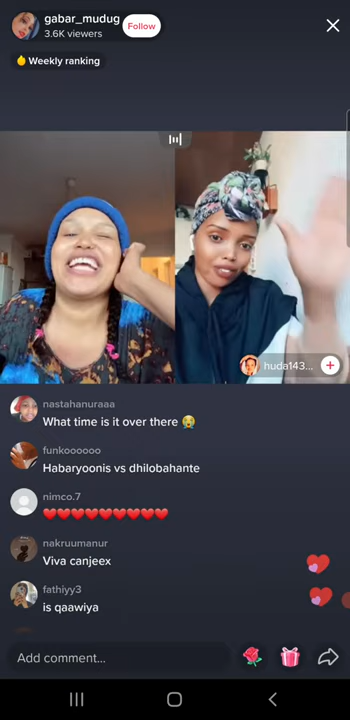 gabar_mudug
3.6K viewers
Follow
Weekly ranking
huda143...
nastahanuraaa
What time is it over there 😭
funkoooooo
Habaryoonis vs dhilobahante
nimco.7
❤️❤️❤️❤️❤️❤️❤️❤️❤️❤️
nakruumanur
Viva canjeex
fathiyy3
is qaawiya
Add comment...